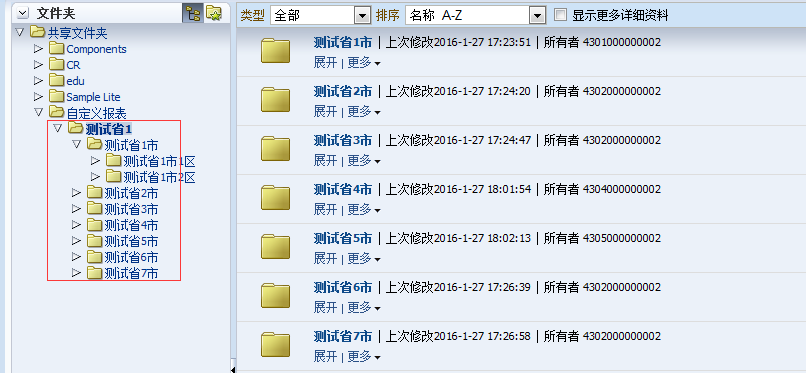 文件夹
共享文件夹
Components
CR
edu
Sample Lite
自定义报表
测试省1
测试省1市
测试省1市1区
测试省1市2区
测试省2市
测试省3市
测试省4市
测试省5市
测试省6市
测试省7市
类型 全部 排序 名称 A-Z 显示更多详细资料
测试省1市 | 上次修改2016-1-27 17:23:51 | 所有者 4301000000002
展开 | 更多
测试省2市 | 上次修改2016-1-27 17:24:20 | 所有者 4302000000002
展开 | 更多
测试省3市 | 上次修改2016-1-27 17:24:47 | 所有者 4302000000002
展开 | 更多
测试省4市 | 上次修改2016-1-27 18:01:54 | 所有者 4304000000002
展开 | 更多
测试省5市 | 上次修改2016-1-27 18:02:13 | 所有者 4305000000002
展开 | 更多
测试省6市 | 上次修改2016-1-27 17:26:39 | 所有者 4302000000002
展开 | 更多
测试省7市 | 上次修改2016-1-27 17:26:58 | 所有者 4302000000002
展开 | 更多